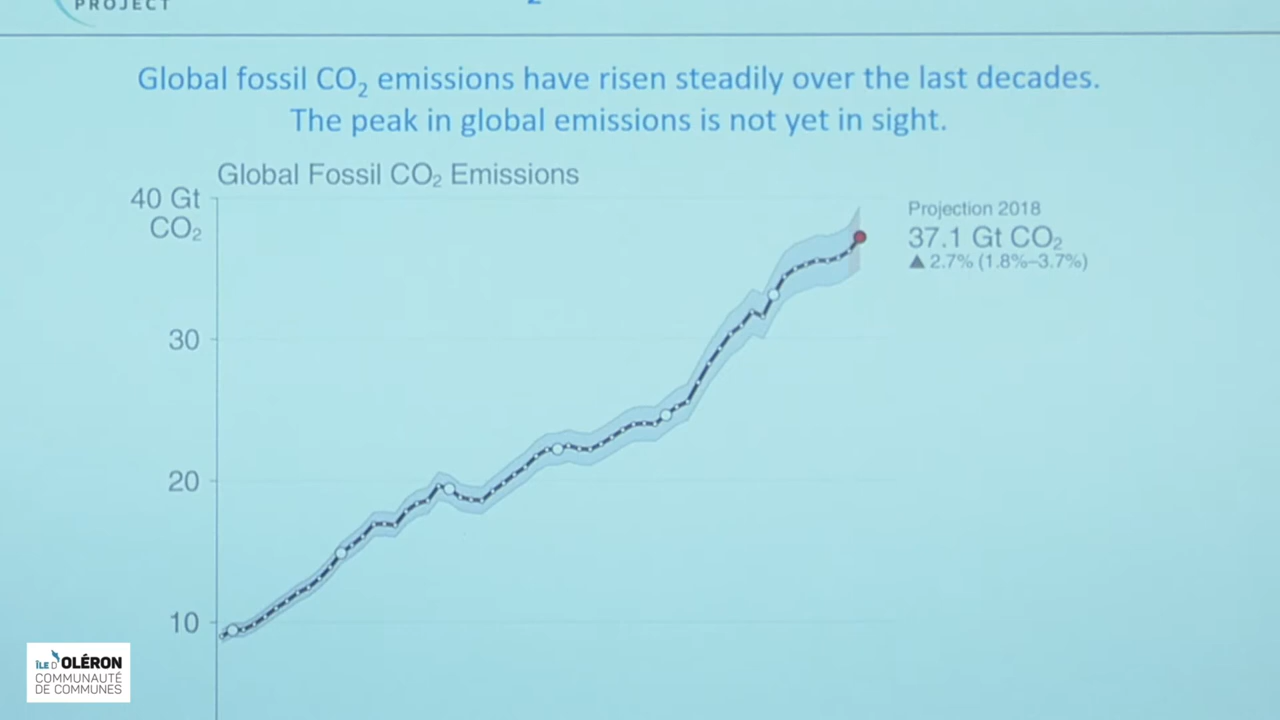 PROJECT
2
Global fossil CO₂ emissions have risen steadily over the last decades.
The peak in global emissions is not yet in sight.
Global Fossil CO₂ Emissions
40 Gt
CO₂
Projection 2018
37.1 Gt CO₂
▲ 2.7% (1.8%–3.7%)
30
20
10
ÎLE D'OLÉRON
COMMUNAUTÉ
DE COMMUNES